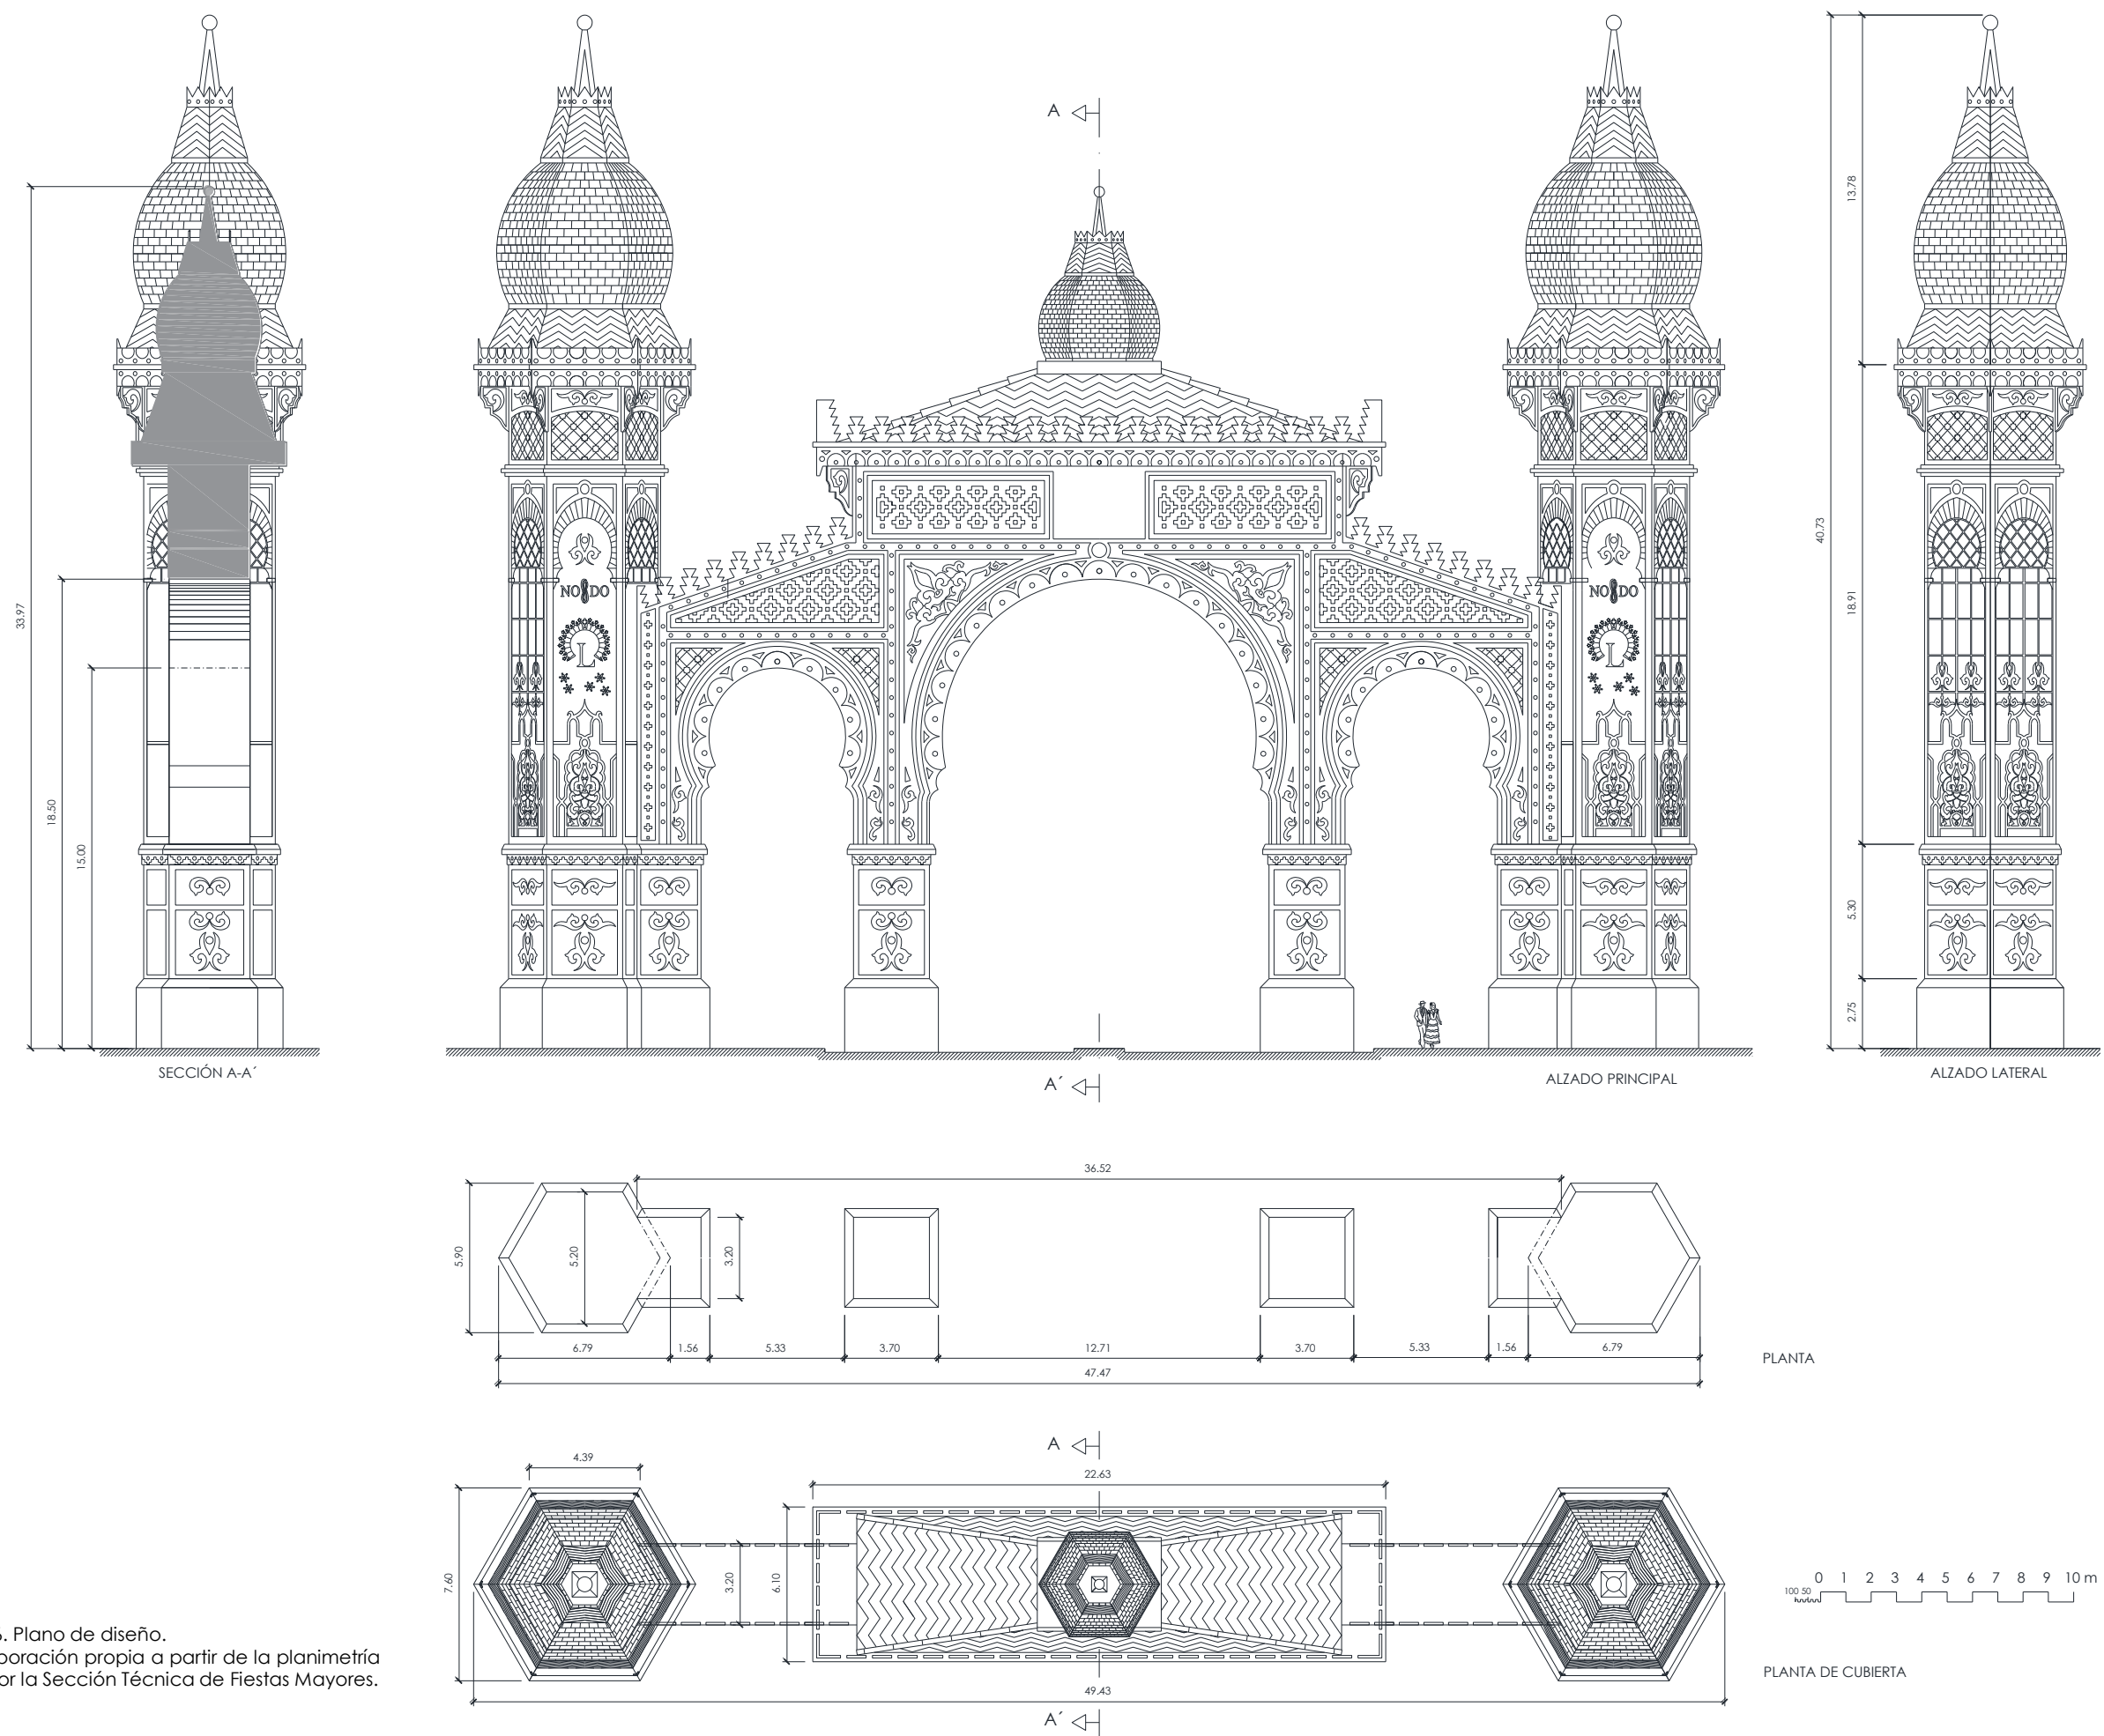 A
33.97
18.50
15.00
NO8DO
L
NO8DO
L
40.73
13.78
18.91
5.30
2.75
SECCIÓN A-A´
A´
ALZADO PRINCIPAL
ALZADO LATERAL
36.52
5.90
5.20
3.20
6.79
1.56
5.33
3.70
12.71
3.70
5.33
1.56
6.79
47.47
PLANTA
A
4.39
22.63
7.60
3.20
6.10
0 1 2 3 4 5 6 7 8 9 10 m
100 50
. Plano de diseño.
boración propia a partir de la planimetría
or la Sección Técnica de Fiestas Mayores.
PLANTA DE CUBIERTA
49.43
A´